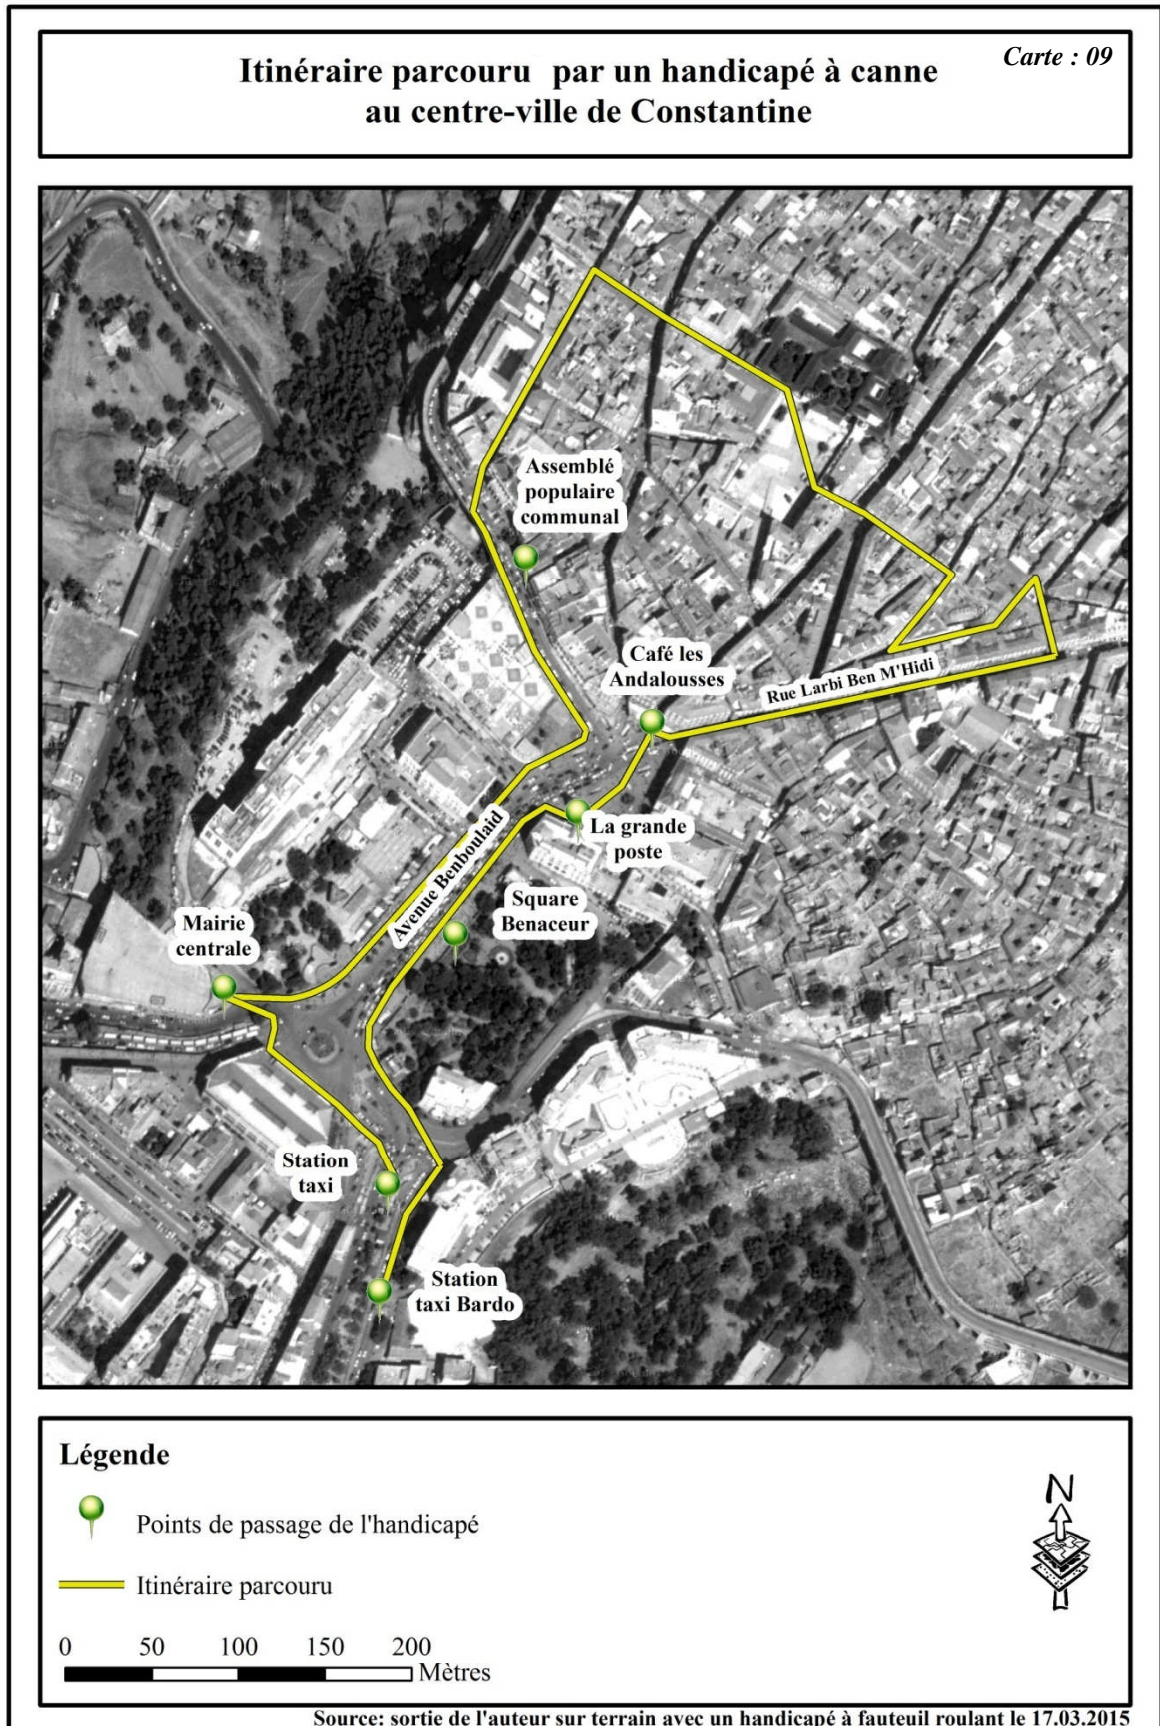 Carte : 09
Itinéraire parcouru par un handicapé à canne
au centre-ville de Constantine
Assemblé
populaire
communal
Café les
Andalousses
Rue Larbi Ben M'Hidi
La grande
poste
Avenue Benboulaid
Square
Benaceur
Mairie
centrale
Station
taxi
Station
taxi Bardo
Légende
N
Points de passage de l'handicapé
Itinéraire parcouru
0 50 100 150 200
Mètres
Source: sortie de l'auteur sur terrain avec un handicapé à fauteuil roulant le 17.03.2015